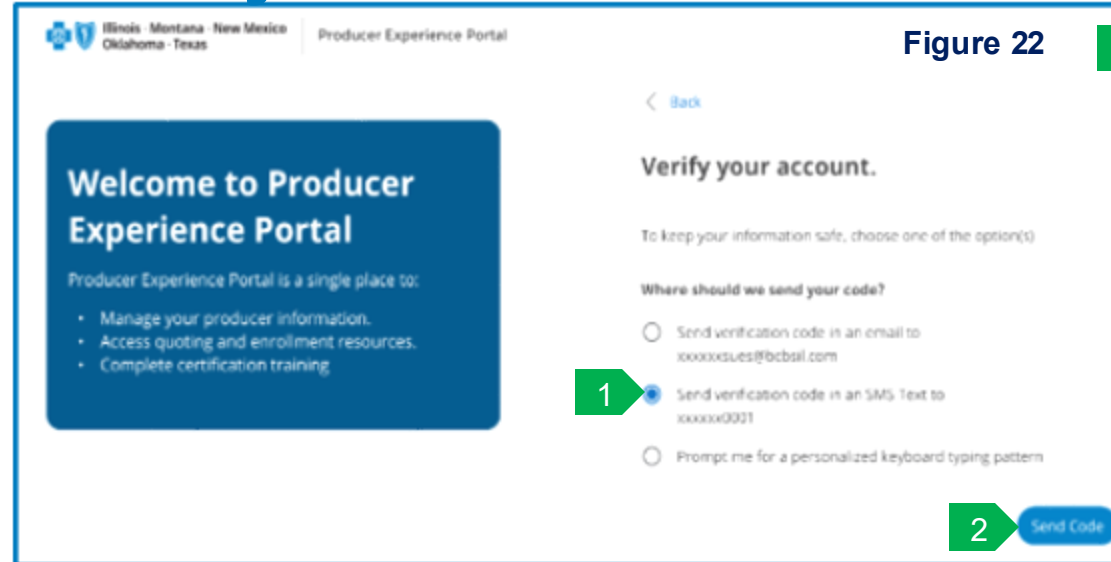 Illinois · Montana · New Mexico
Oklahoma · Texas
Producer Experience Portal
Figure 22
Back
Welcome to Producer
Experience Portal
Producer Experience Portal is a single place to:
• Manage your producer information.
• Access quoting and enrollment resources.
• Complete certification training
Verify your account.
To keep your information safe, choose one of the option(s)
Where should we send your code?
Send verification code in an email to
xxxxxxsues@bcbsil.com
1
Send verification code in an SMS Text to
xxxxxx0001
Prompt me for a personalized keyboard typing pattern
2
Send Code